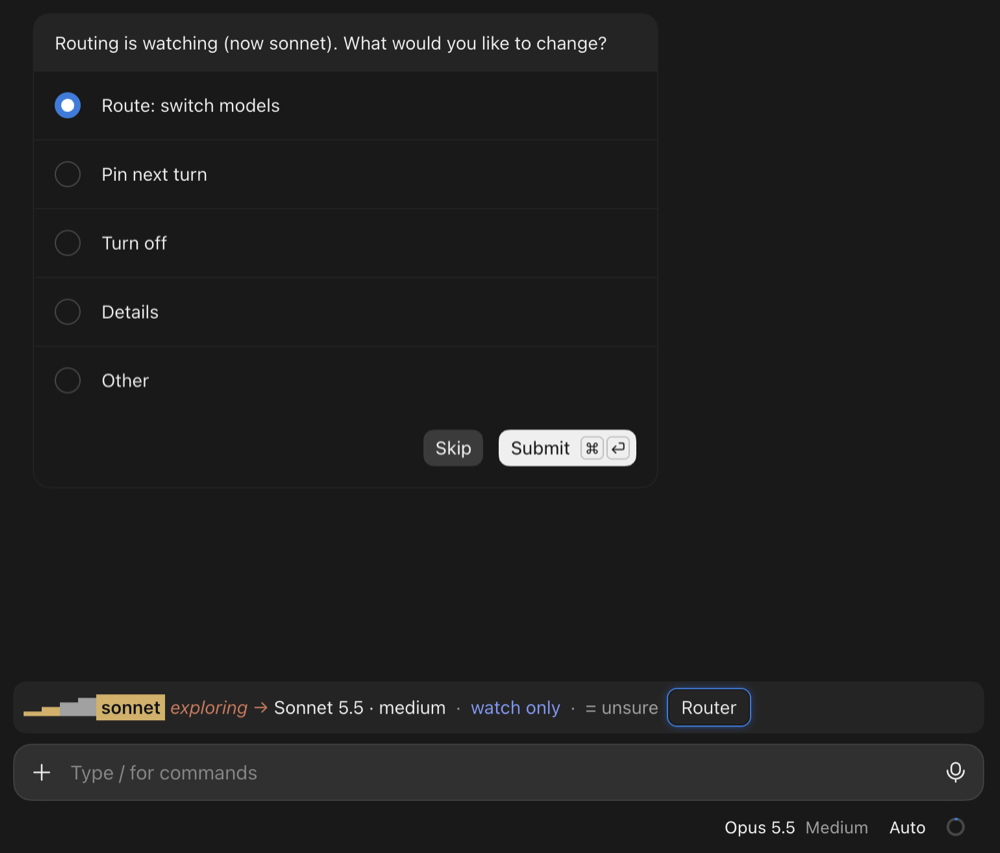 Routing is watching (now sonnet). What would you like to change?
Route: switch models
Pin next turn
Turn off
Details
Other
Skip Submit ⌘ ⏎
sonnet exploring → Sonnet 5.5 · medium · watch only · = unsure Router
+ Type / for commands
Opus 5.5 Medium Auto